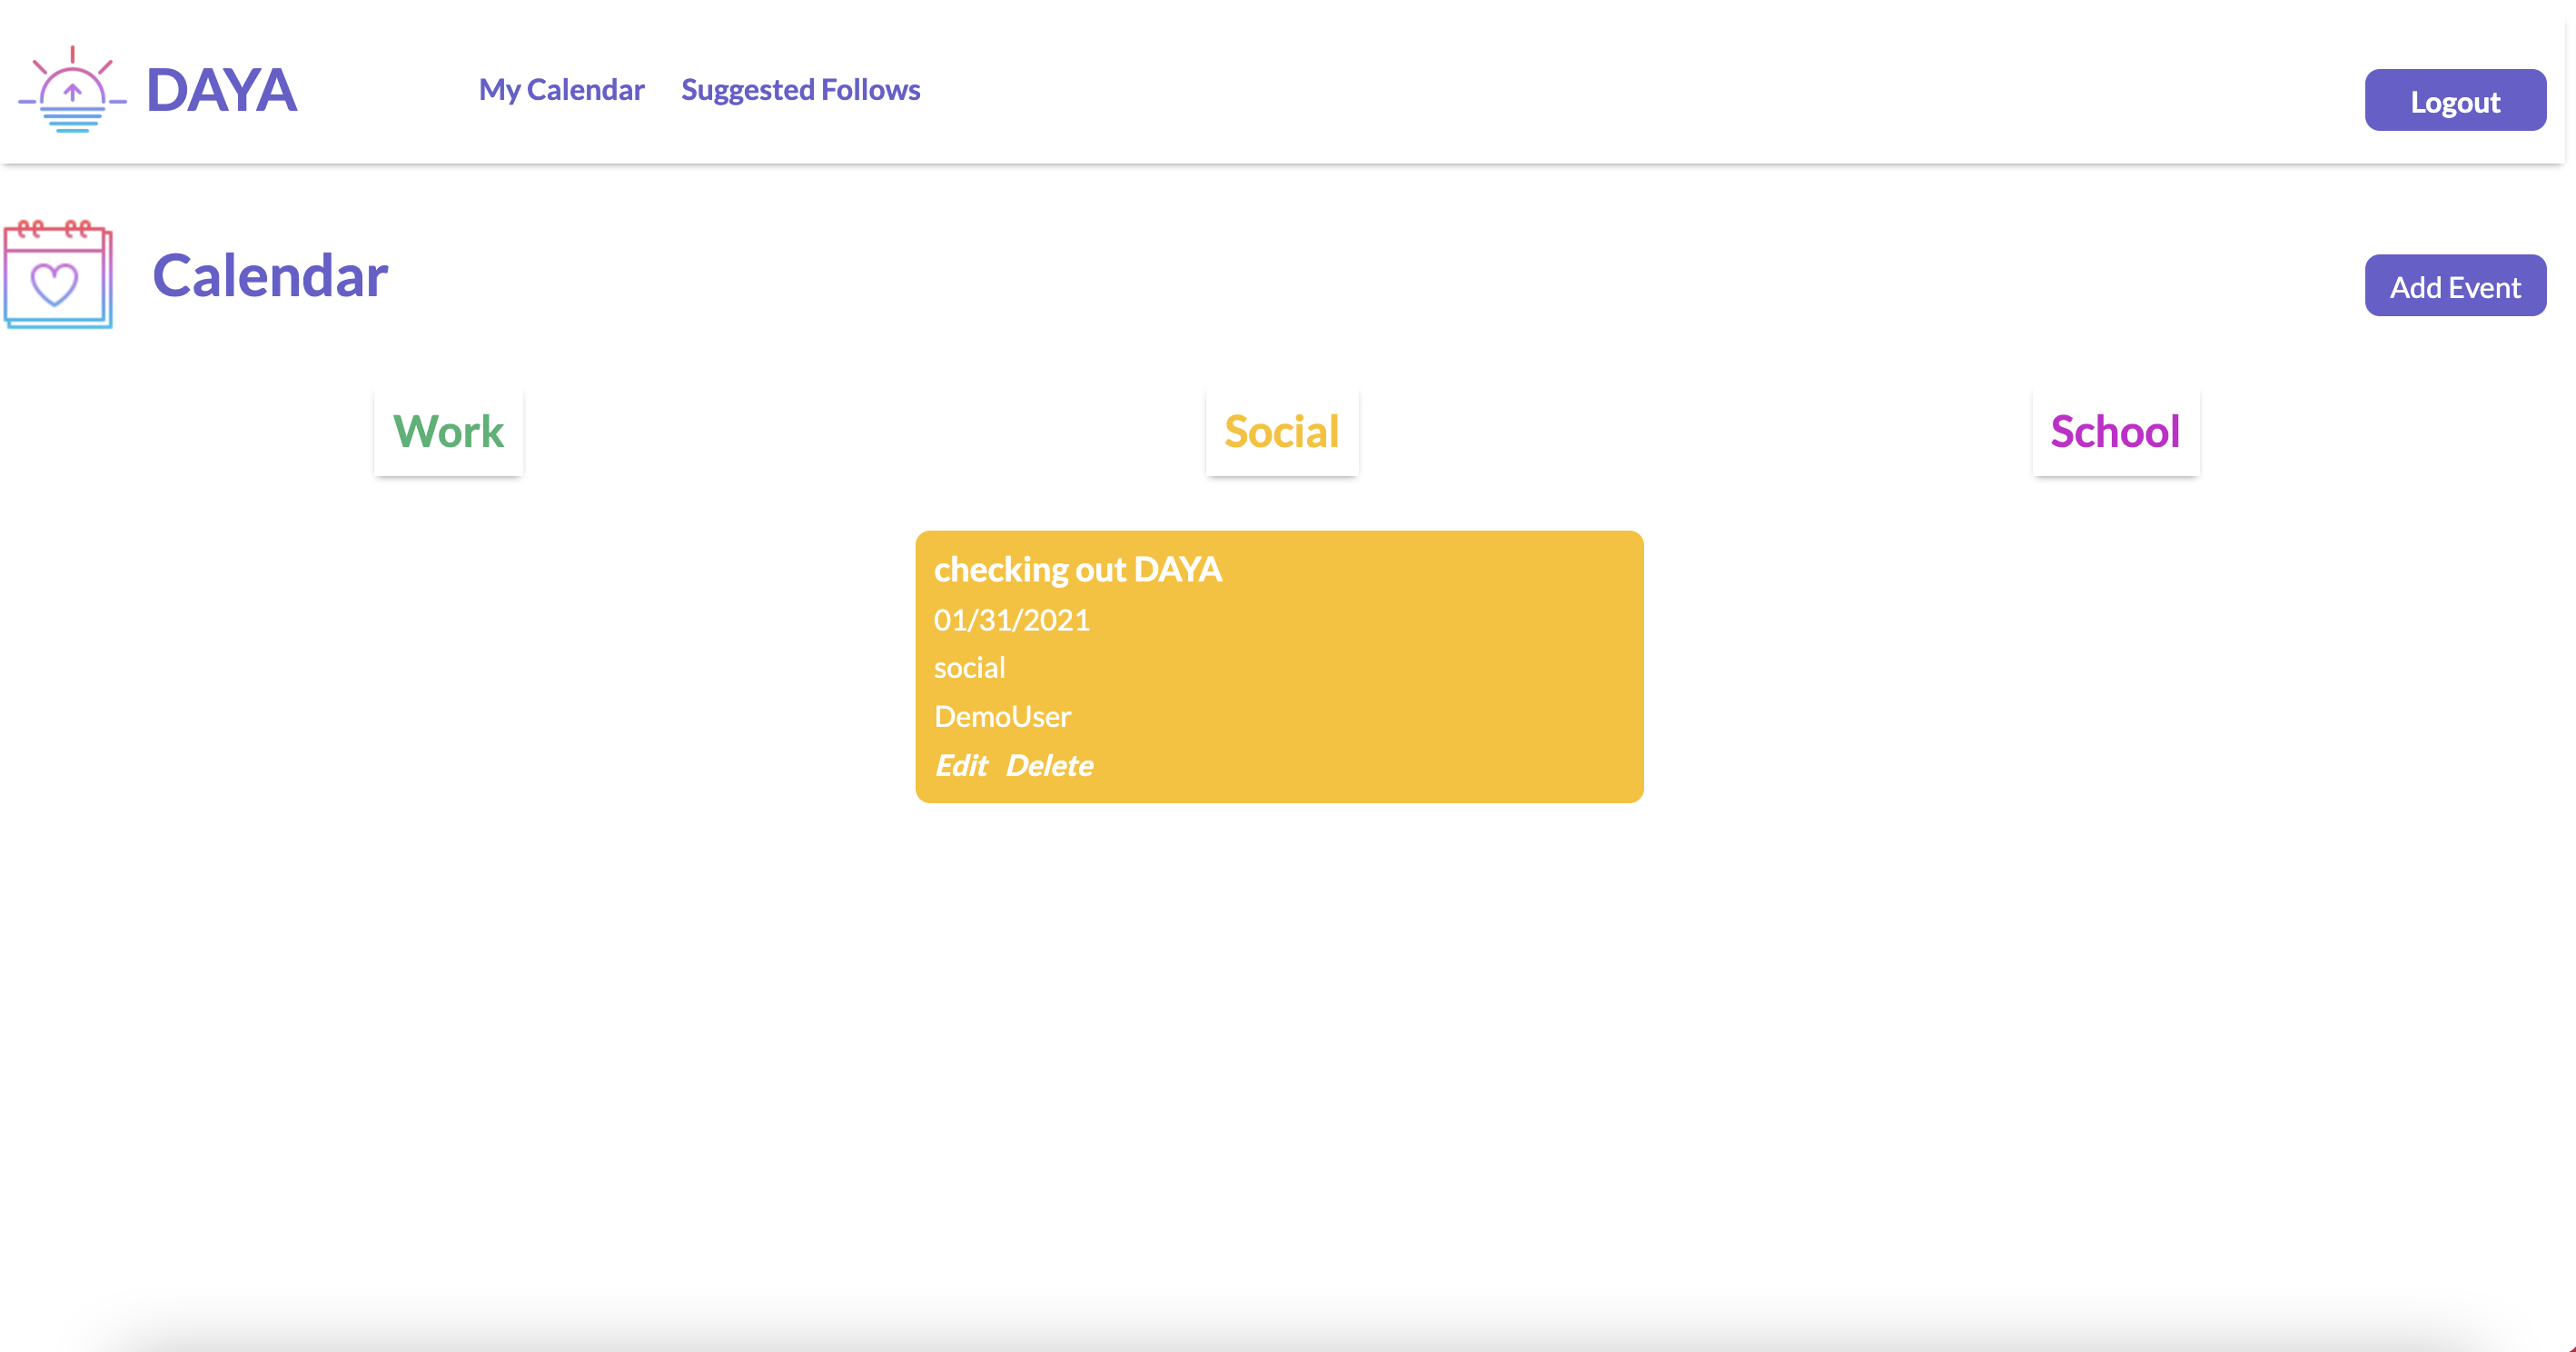 DAYA
My Calendar Suggested Follows
Logout
Calendar
Add Event
Work
Social
School
checking out DAYA
01/31/2021
social
DemoUser
Edit Delete